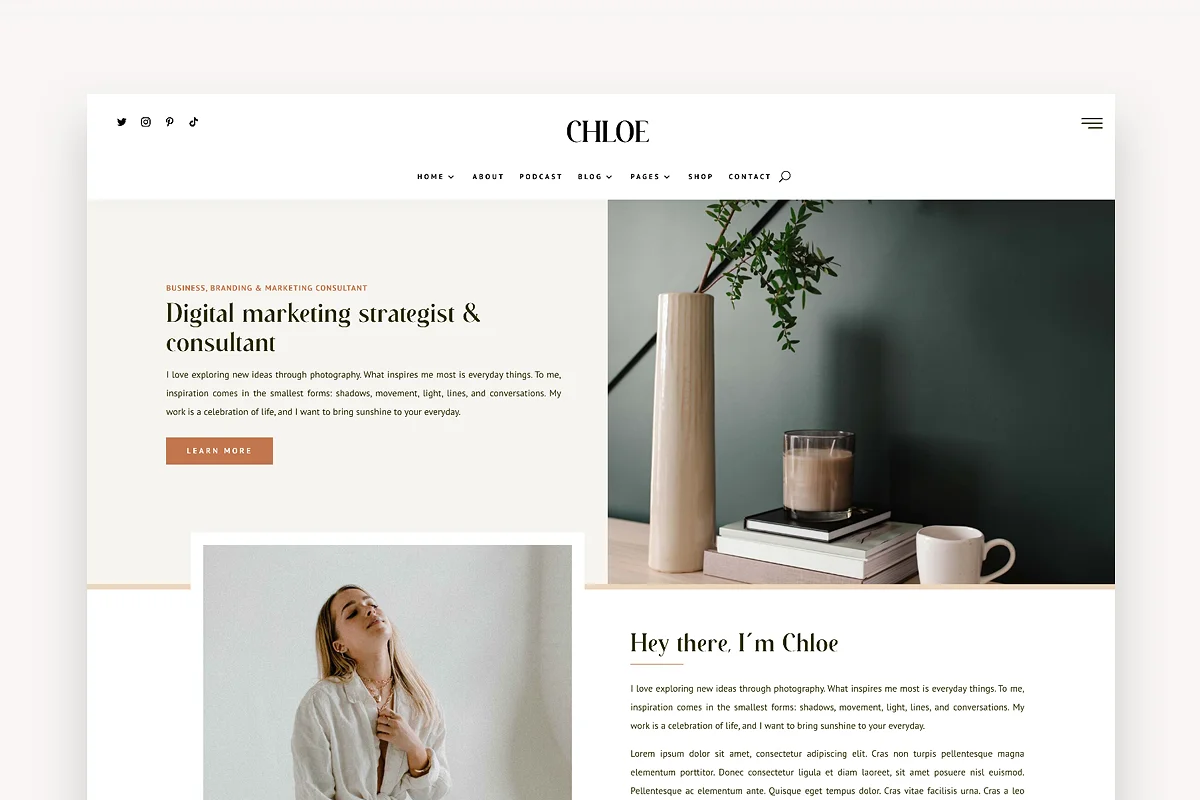 CHLOE
HOME ABOUT PODCAST BLOG PAGES SHOP CONTACT
BUSINESS, BRANDING & MARKETING CONSULTANT
Digital marketing strategist &
consultant
I love exploring new ideas through photography. What inspires me most is everyday things. To me,
inspiration comes in the smallest forms: shadows, movement, light, lines, and conversations. My
work is a celebration of life, and I want to bring sunshine to your everyday.
LEARN MORE
Hey there, I´m Chloe
I love exploring new ideas through photography. What inspires me most is everyday things. To me,
inspiration comes in the smallest forms: shadows, movement, light, lines, and conversations. My
work is a celebration of life, and I want to bring sunshine to your everyday.
Lorem ipsum dolor sit amet, consectetur adipiscing elit. Cras non turpis pellentesque magna
elementum porttitor. Donec consectetur ligula et diam laoreet, sit amet posuere nisl euismod.
Pellentesque ac elementum ante. Quisque eget tempus dolor. Cras vitae facilisis urna. Cras a leo